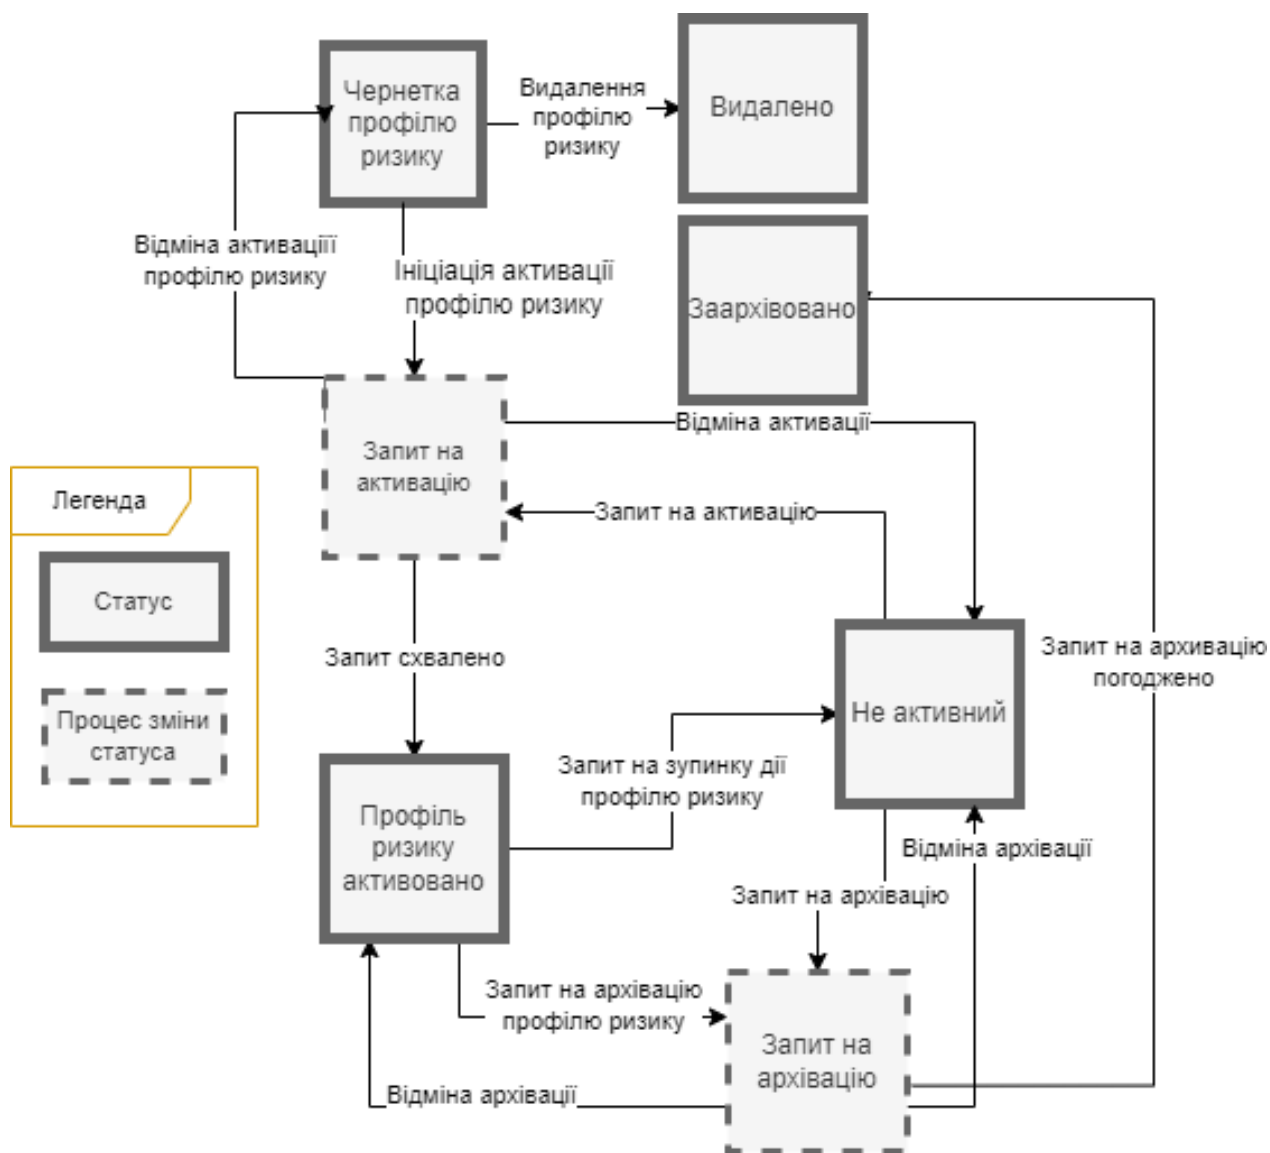 Чернетка
профілю
ризику
Видалення
профілю
ризику
Видалено
Відміна активаціїї
профілю ризику
Ініціація активації
профілю ризику
Заархівовано
Запит на
активацію
Відміна активації
Запит на активацію
Легенда
Статус
Процес зміни
статуса
Запит схвалено
Не активний
Запит на архивацію
погоджено
Запит на зупинку дії
профілю ризику
Профіль
ризику
активовано
Відміна архівації
Запит на архівацію
Запит на архівацію
профілю ризику
Запит на
архівацію
Відміна архівації